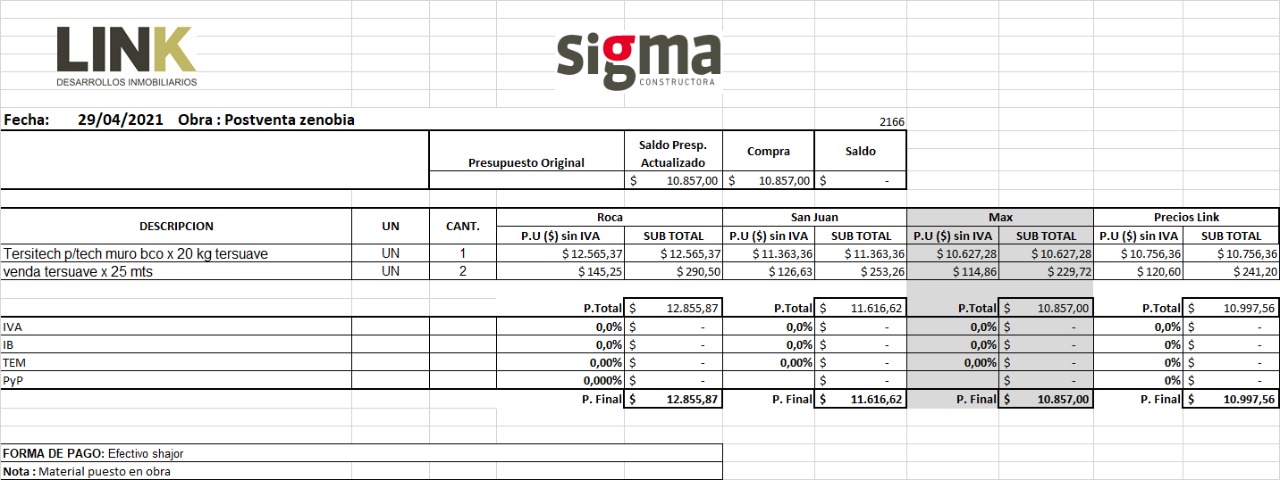 LINK
DESARROLLOS INMOBILIARIOS
sigma
CONSTRUCTORA
Fecha: 29/04/2021 Obra : Postventa zenobia 2166
Presupuesto Original Saldo Presp. Actualizado Compra Saldo
$ 10.857,00 $ 10.857,00 $ -
DESCRIPCION UN CANT. Roca San Juan Max Precios Link
P.U ($) sin IVA SUB TOTAL P.U ($) sin IVA SUB TOTAL P.U ($) sin IVA SUB TOTAL P.U ($) sin IVA SUB TOTAL
Tersitech p/tech muro bco x 20 kg tersuave UN 1 $ 12.565,37 $ 12.565,37 $ 11.363,36 $ 11.363,36 $ 10.627,28 $ 10.627,28 $ 10.756,36 $ 10.756,36
venda tersuave x 25 mts UN 2 $ 145,25 $ 290,50 $ 126,63 $ 253,26 $ 114,86 $ 229,72 $ 120,60 $ 241,20
P.Total $ 12.855,87 P.Total $ 11.616,62 P.Total $ 10.857,00 P.Total $ 10.997,56
IVA 0,0% $ - 0,0% $ - 0,0% $ - 0,0% $ -
IB 0,0% $ - 0,0% $ - 0,0% $ - 0% $ -
TEM 0,00% $ - 0,00% $ - 0,00% $ - 0% $ -
PyP 0,000% $ - $ - $ - 0% $ -
P. Final $ 12.855,87 P. Final $ 11.616,62 P. Final $ 10.857,00 P. Final $ 10.997,56
FORMA DE PAGO: Efectivo shajor
Nota : Material puesto en obra